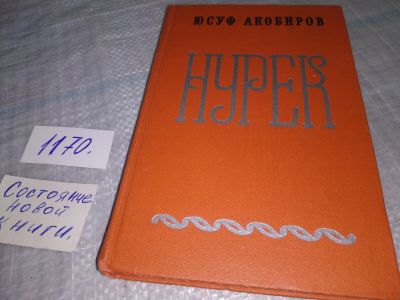 ЮСУФ АКОБИРОВ
НУРЕК
1170.
Состояние
новой
книги.